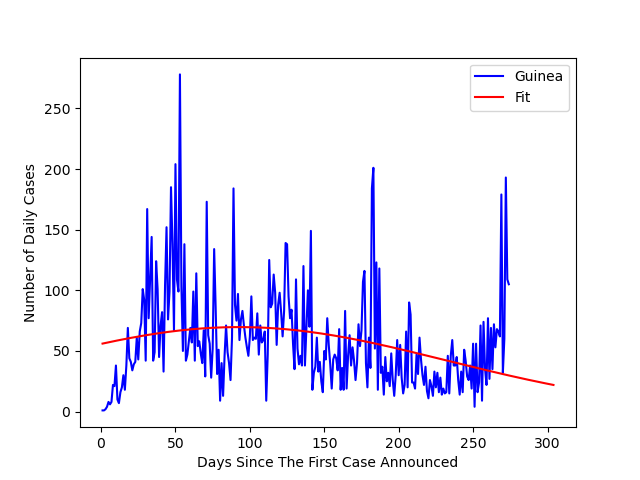 Guinea
Fit
250
200
150
100
50
0
Number of Daily Cases
0 50 100 150 200 250 300
Days Since The First Case Announced